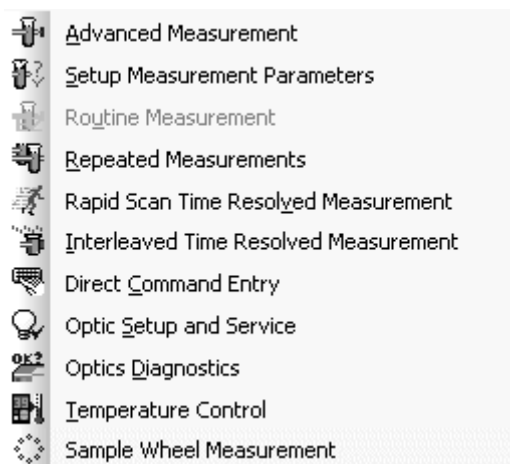 Advanced Measurement
Setup Measurement Parameters
Routine Measurement
Repeated Measurements
Rapid Scan Time Resolved Measurement
Interleaved Time Resolved Measurement
Direct Command Entry
Optic Setup and Service
OK?
Optics Diagnostics
Temperature Control
Sample Wheel Measurement